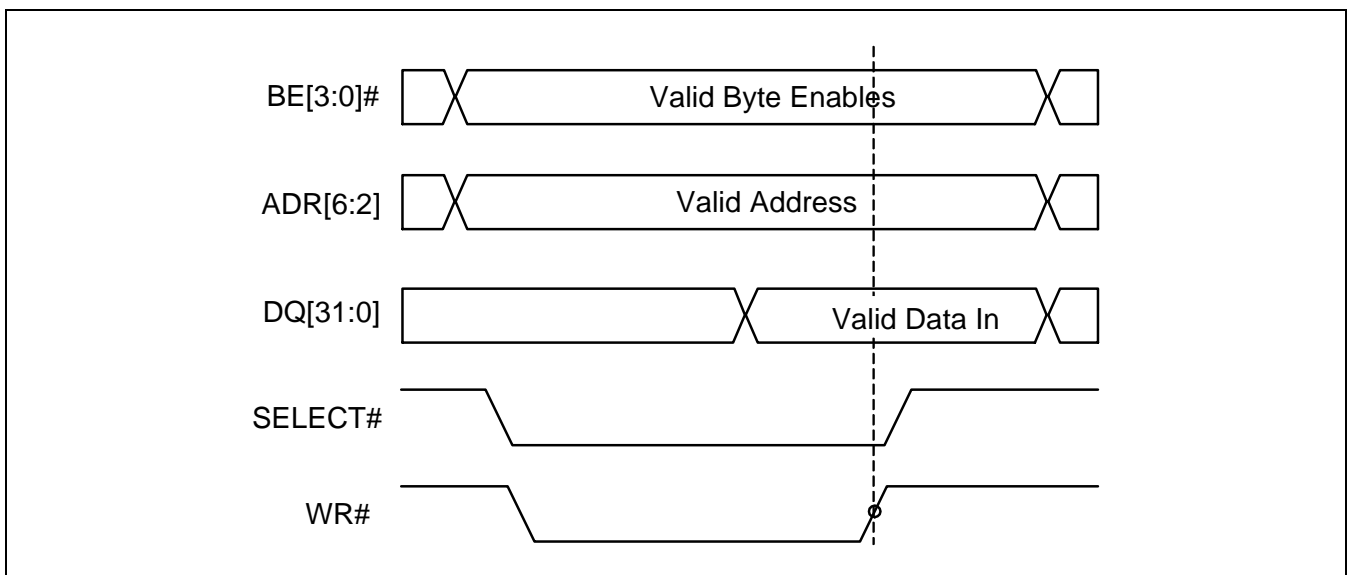 BE[3:0]# Valid Byte Enables
ADR[6:2] Valid Address
DQ[31:0] Valid Data In
SELECT#
WR#